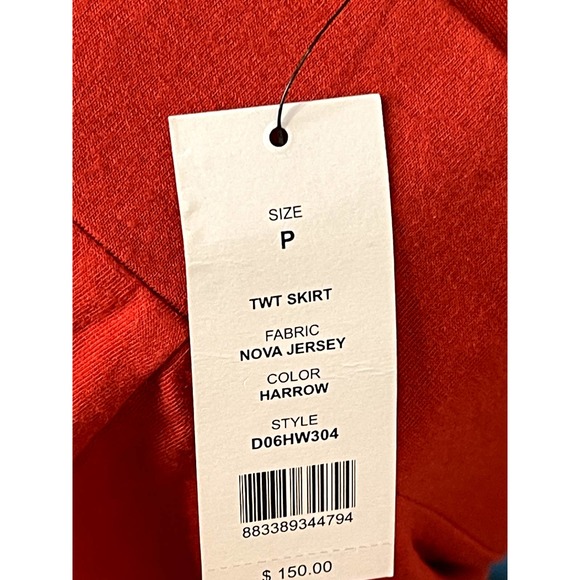 SIZE
P
TWT SKIRT
FABRIC
NOVA JERSEY
COLOR
HARROW
STYLE
D06HW304
883389344794
$ 150.00